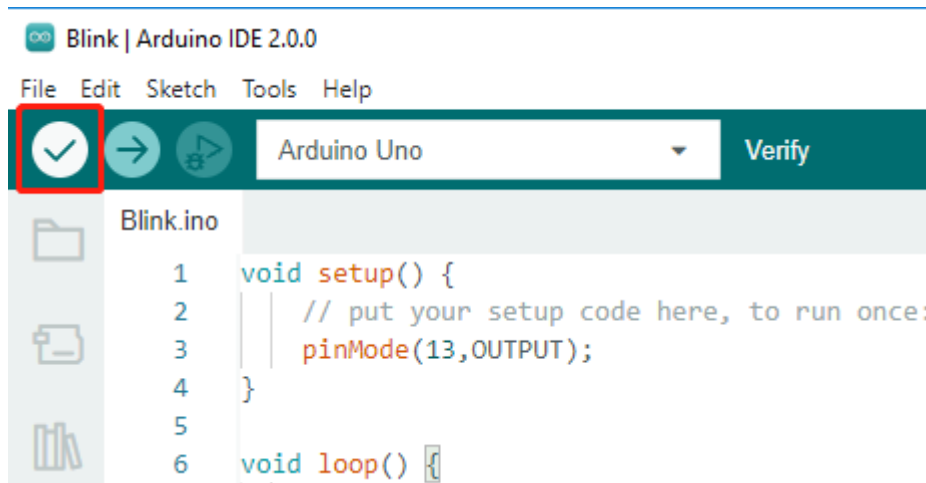 Blink | Arduino IDE 2.0.0
File Edit Sketch Tools Help
Arduino Uno Verify
Blink.ino
1 void setup() {
2 // put your setup code here, to run once:
3 pinMode(13,OUTPUT);
4 }
5
6 void loop() {